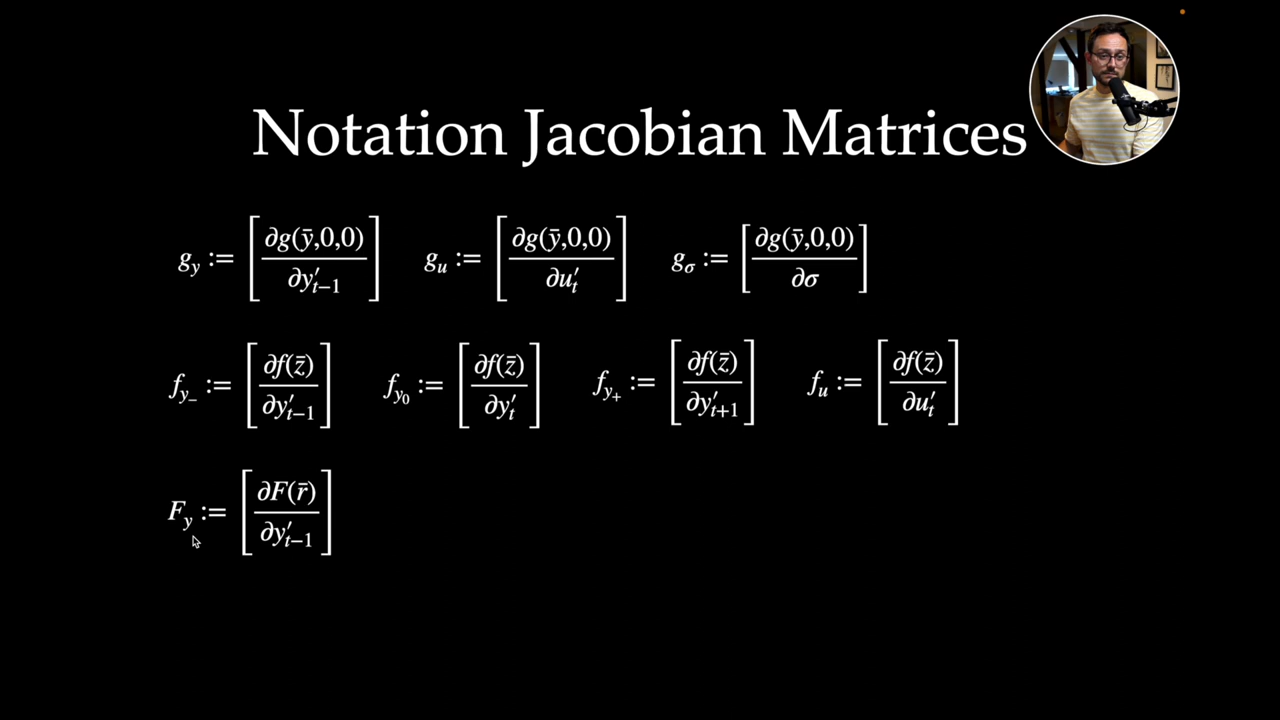 Notation Jacobian Matrices
g_y := [∂g(ȳ,0,0)/∂y′_{t−1}] g_u := [∂g(ȳ,0,0)/∂u′_t] g_σ := [∂g(ȳ,0,0)/∂σ]
f_{y_−} := [∂f(z̄)/∂y′_{t−1}] f_{y_0} := [∂f(z̄)/∂y′_t] f_{y_+} := [∂f(z̄)/∂y′_{t+1}] f_u := [∂f(z̄)/∂u′_t]
F_y := [∂F(r̄)/∂y′_{t−1}]